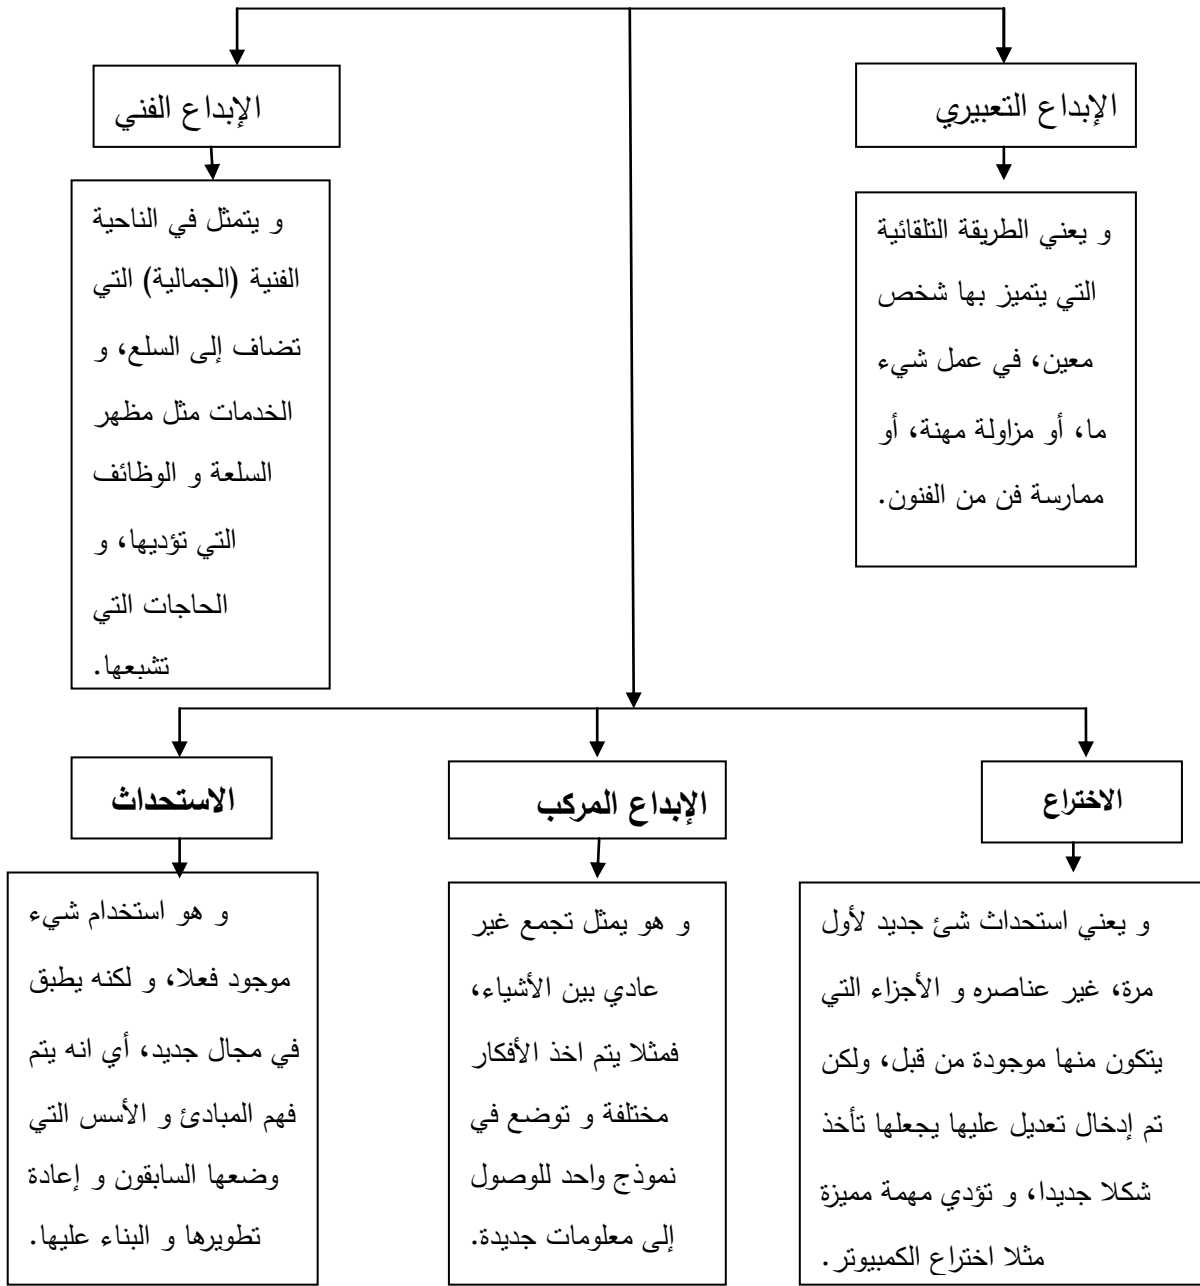 الإبداع التعبيري
و يعني الطريقة التلقائية
التي يتميز بها شخص
معين، في عمل شيء
ما، أو مزاولة مهنة، أو
ممارسة فن من الفنون.
الإبداع الفني
و يتمثل في الناحية
الفنية (الجمالية) التي
تضاف إلى السلع، و
الخدمات مثل مظهر
السلعة و الوظائف
التي تؤديها، و
الحاجات التي
تشبعها.
الاختراع
و يعني استحداث شئ جديد لأول
مرة، غير عناصره و الأجزاء التي
يتكون منها موجودة من قبل، ولكن
تم إدخال تعديل عليها يجعلها تأخذ
شكلا جديدا، و تؤدي مهمة مميزة
مثلا اختراع الكمبيوتر.
الإبداع المركب
و هو يمثل تجمع غير
عادي بين الأشياء،
فمثلا يتم اخذ الأفكار
مختلفة و توضع في
نموذج واحد للوصول
إلى معلومات جديدة.
الاستحداث
و هو استخدام شيء
موجود فعلا، و لكنه يطبق
في مجال جديد، أي انه يتم
فهم المبادئ و الأسس التي
وضعها السابقون و إعادة
تطويرها و البناء عليها.